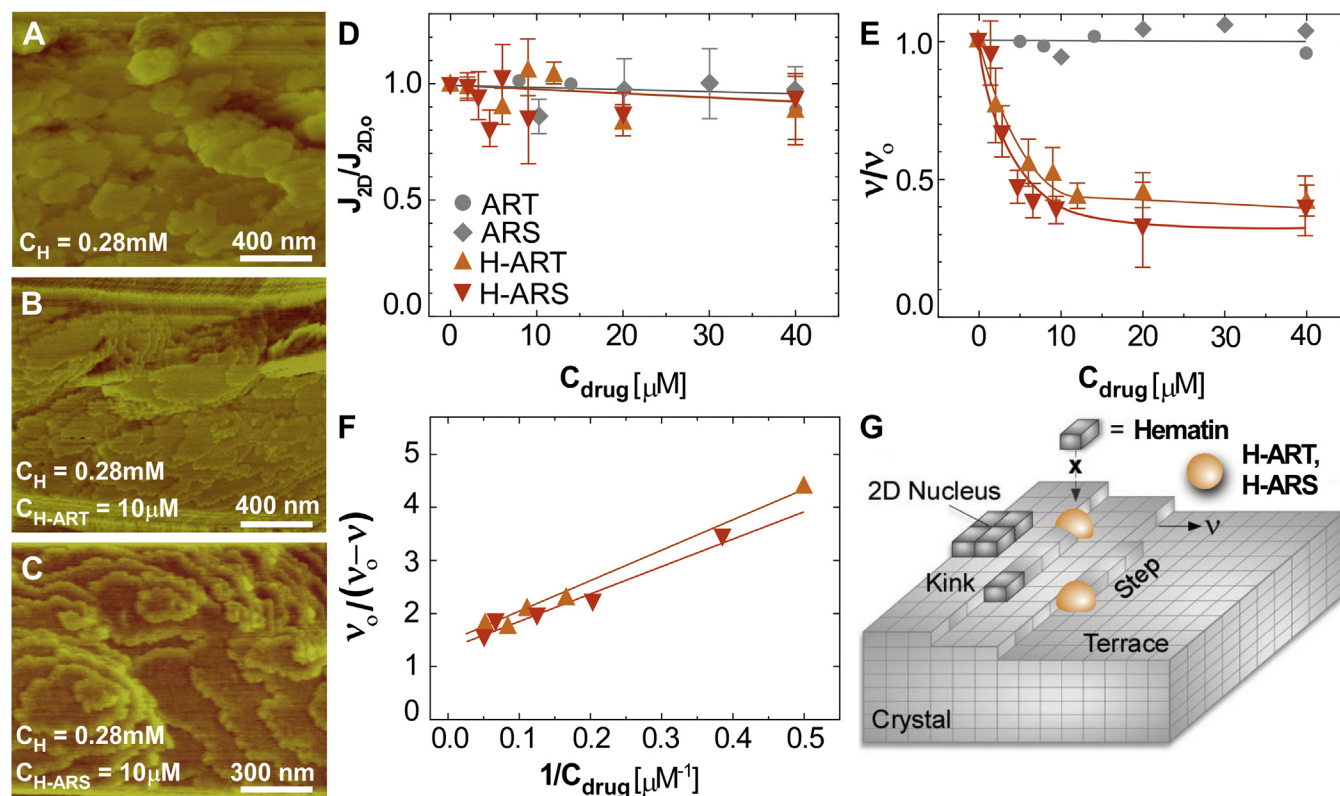 A
C_H = 0.28mM
400 nm
B
C_H = 0.28mM
C_H-ART = 10μM
400 nm
C
C_H = 0.28mM
C_H-ARS = 10μM
300 nm
D
J_2D/J_2D,o
1.0
0.5
0.0
ART
ARS
H-ART
H-ARS
0 10 20 30 40
C_drug [μM]
E
ν/ν_o
1.0
0.5
0.0
0 10 20 30 40
C_drug [μM]
F
ν_o/(ν_o–ν)
5
4
3
2
1
0
0.0 0.1 0.2 0.3 0.4 0.5
1/C_drug [μM⁻¹]
G
= Hematin
x
H-ART,
H-ARS
2D Nucleus
ν
Kink
Step
Terrace
Crystal